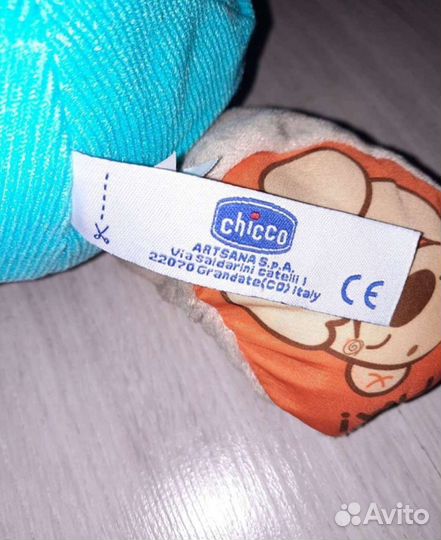 chicco
ARTSANA S.p.A.
Via Saldarini Catelli 1
22070 Grandate(CO) Italy
CE
Avito